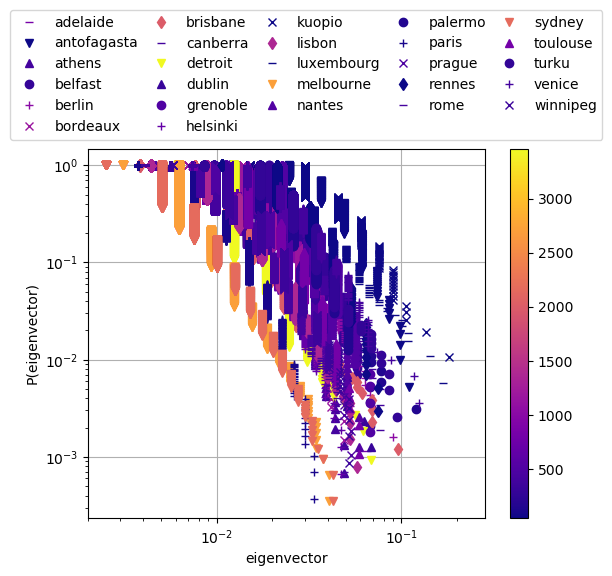 adelaide brisbane kuopio palermo sydney
antofagasta canberra lisbon paris toulouse
athens detroit luxembourg prague turku
belfast dublin melbourne rennes venice
berlin grenoble nantes rome winnipeg
bordeaux helsinki
10^0
10^-1
10^-2
10^-3
P(eigenvector)
10^-2 10^-1
eigenvector
3000
2500
2000
1500
1000
500